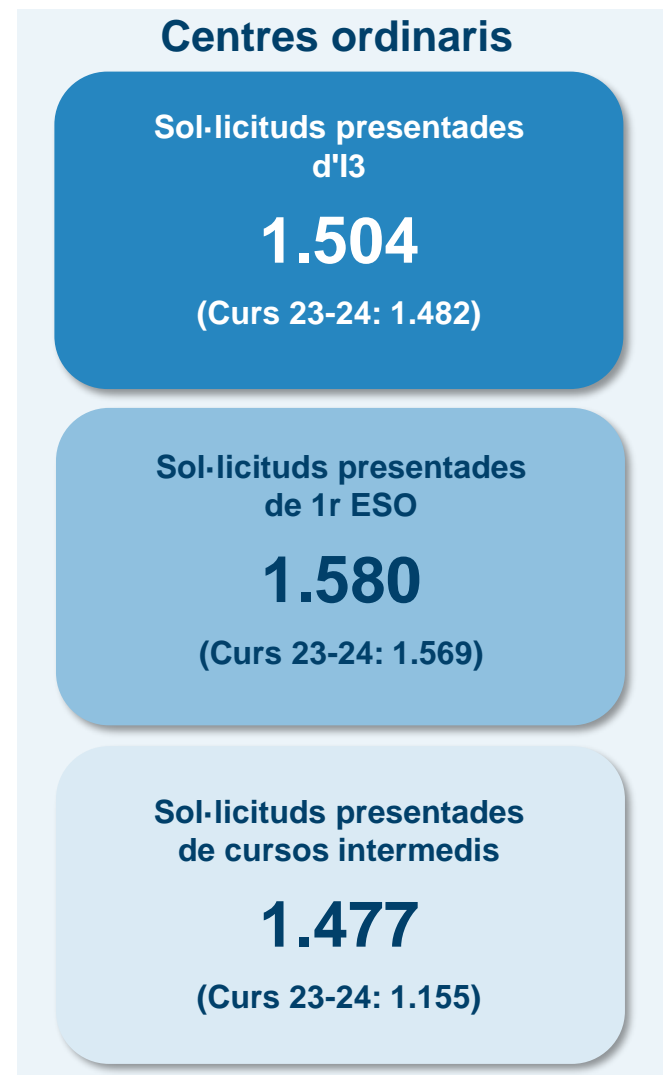 Centres ordinaris
Sol·licituds presentades
d'I3
1.504
(Curs 23-24: 1.482)
Sol·licituds presentades
de 1r ESO
1.580
(Curs 23-24: 1.569)
Sol·licituds presentades
de cursos intermedis
1.477
(Curs 23-24: 1.155)